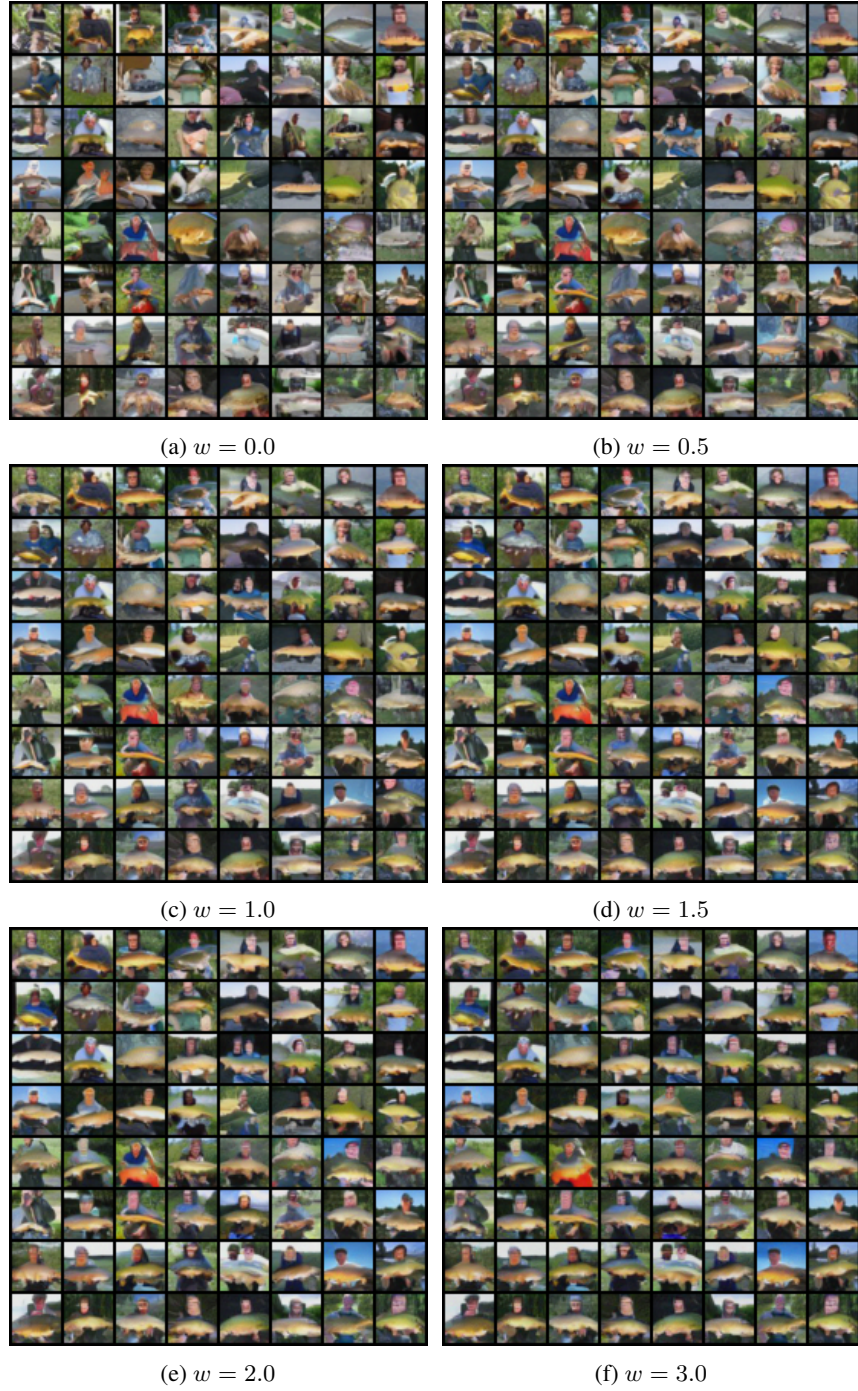 (a) w = 0.0
(b) w = 0.5
(c) w = 1.0
(d) w = 1.5
(e) w = 2.0
(f) w = 3.0